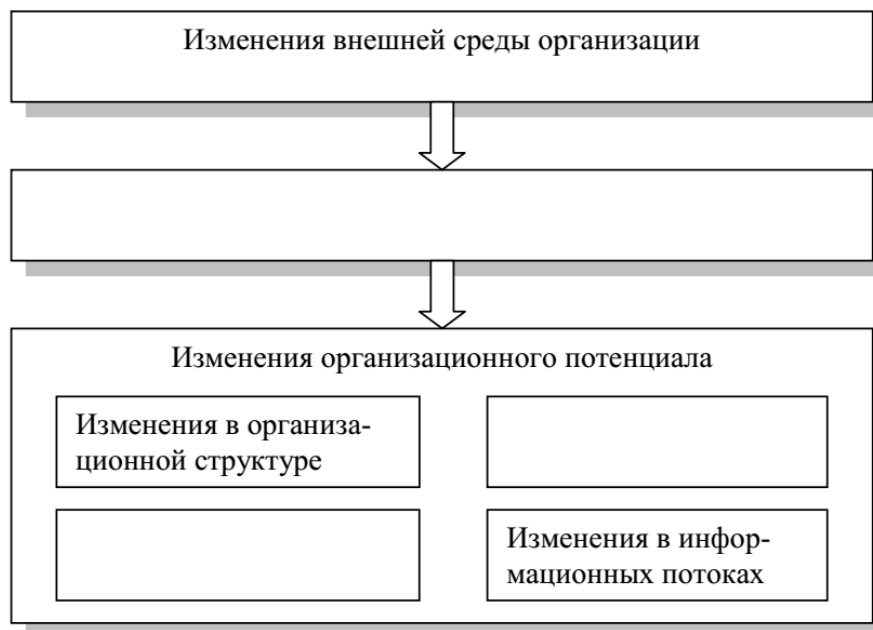 Изменения внешней среды организации
Изменения организационного потенциала
Изменения в организа-
ционной структуре
Изменения в инфор-
мационных потоках